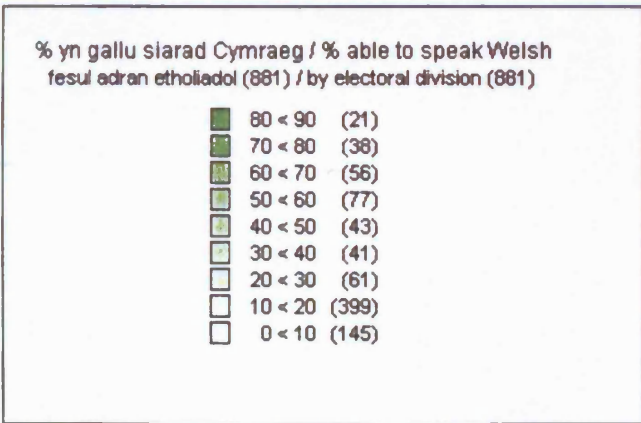 % yn gallu siarad Cymraeg / % able to speak Welsh
fesul adran etholiadol (881) / by electoral division (881)
80 < 90 (21)
70 < 80 (38)
60 < 70 (56)
50 < 60 (77)
40 < 50 (43)
30 < 40 (41)
20 < 30 (61)
10 < 20 (399)
0 < 10 (145)